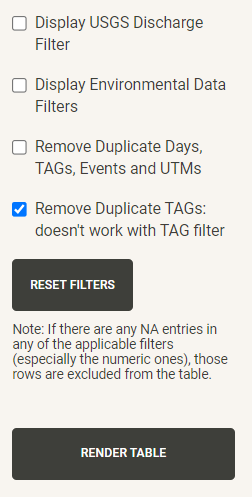 Display USGS Discharge
Filter
Display Environmental Data
Filters
Remove Duplicate Days,
TAGs, Events and UTMs
Remove Duplicate TAGs:
doesn't work with TAG filter
RESET FILTERS
Note: If there are any NA entries in
any of the applicable filters
(especially the numeric ones), those
rows are excluded from the table.
RENDER TABLE